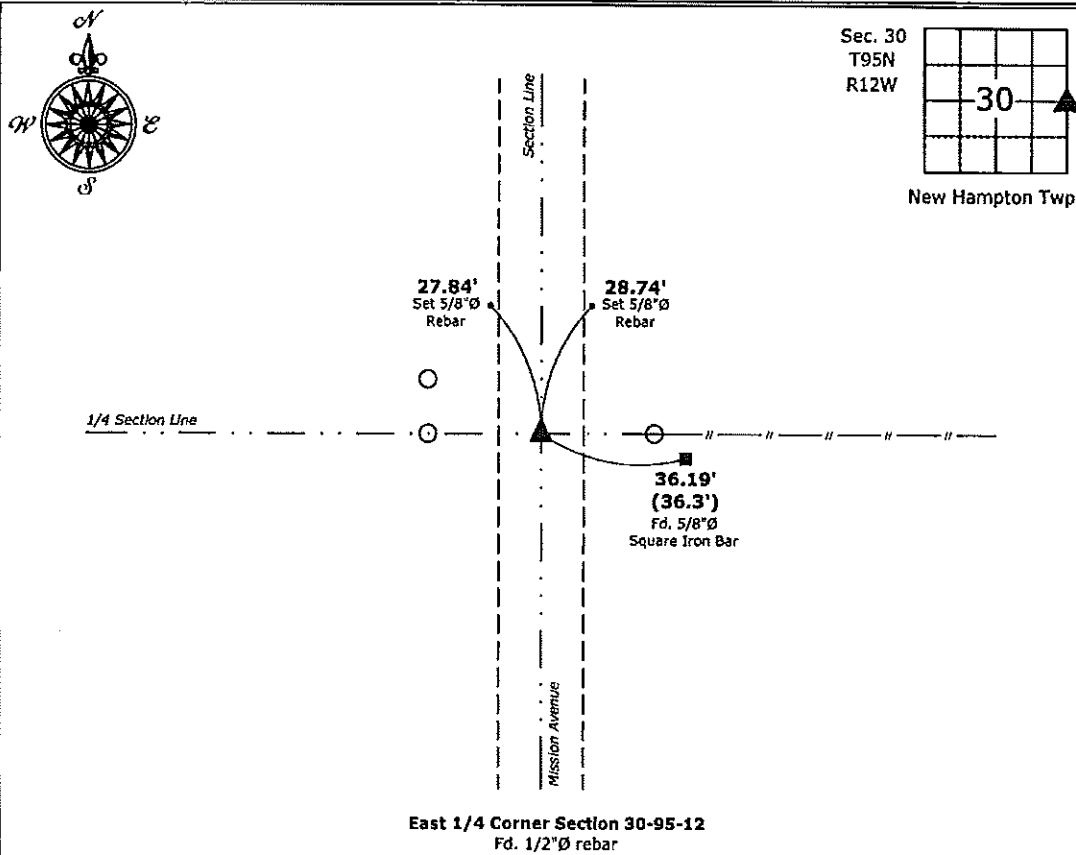 N
W
E
S
Sec. 30
T95N
R12W
30
New Hampton Twp
Section Line
27.84'
Set 5/8"Ø
Rebar
28.74'
Set 5/8"Ø
Rebar
1/4 Section Line
36.19'
(36.3')
Fd. 5/8"Ø
Square Iron Bar
Mission Avenue
East 1/4 Corner Section 30-95-12
Fd. 1/2"Ø rebar